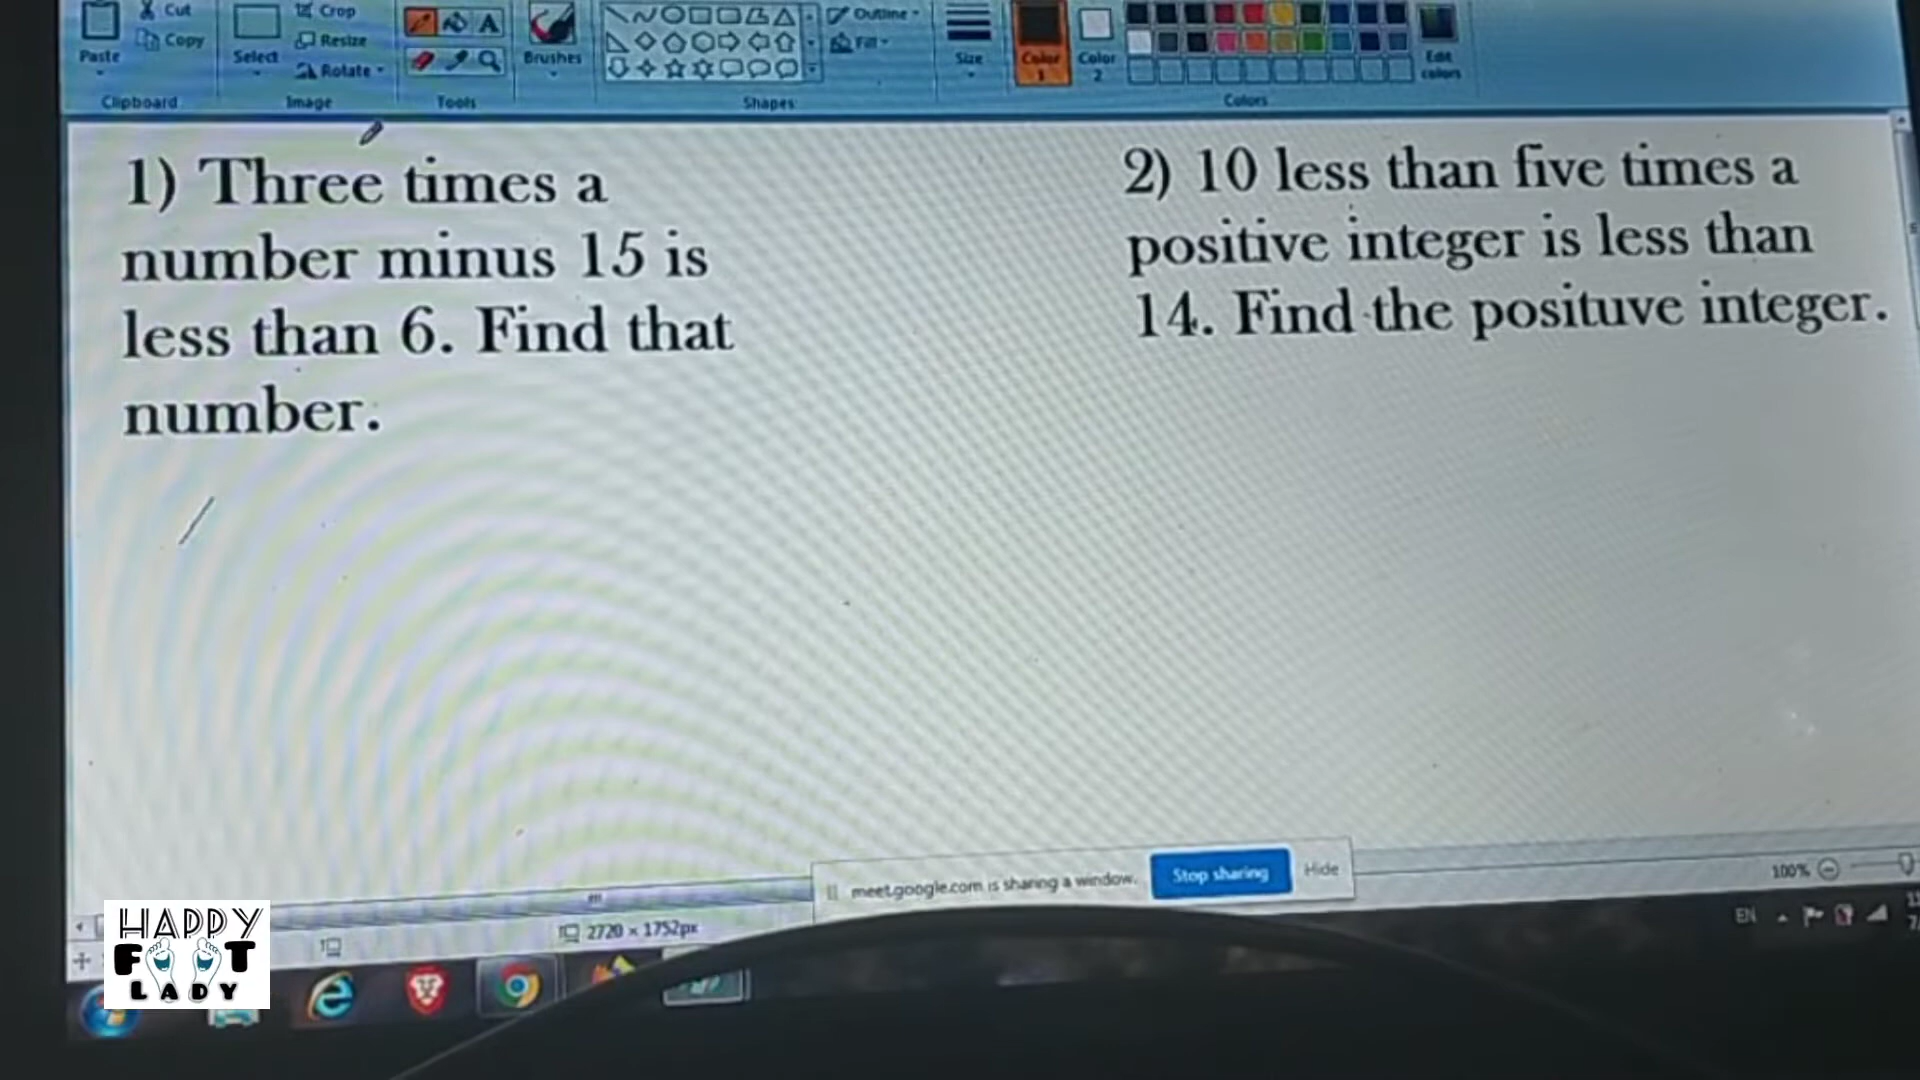 Cut
Copy
Paste
Clipboard
Crop
Resize
Rotate
Select
Image
Tools
Brushes
Shapes
Outline
Fill
Size
Color
1
Color
2
Edit
colors
Colors
1) Three times a
number minus 15 is
less than 6. Find that
number.
2) 10 less than five times a
positive integer is less than
14. Find the posituve integer.
meet.google.com is sharing a window.
Stop sharing
Hide
100%
2720 × 1752px
EN
HAPPY
FOOT
LADY